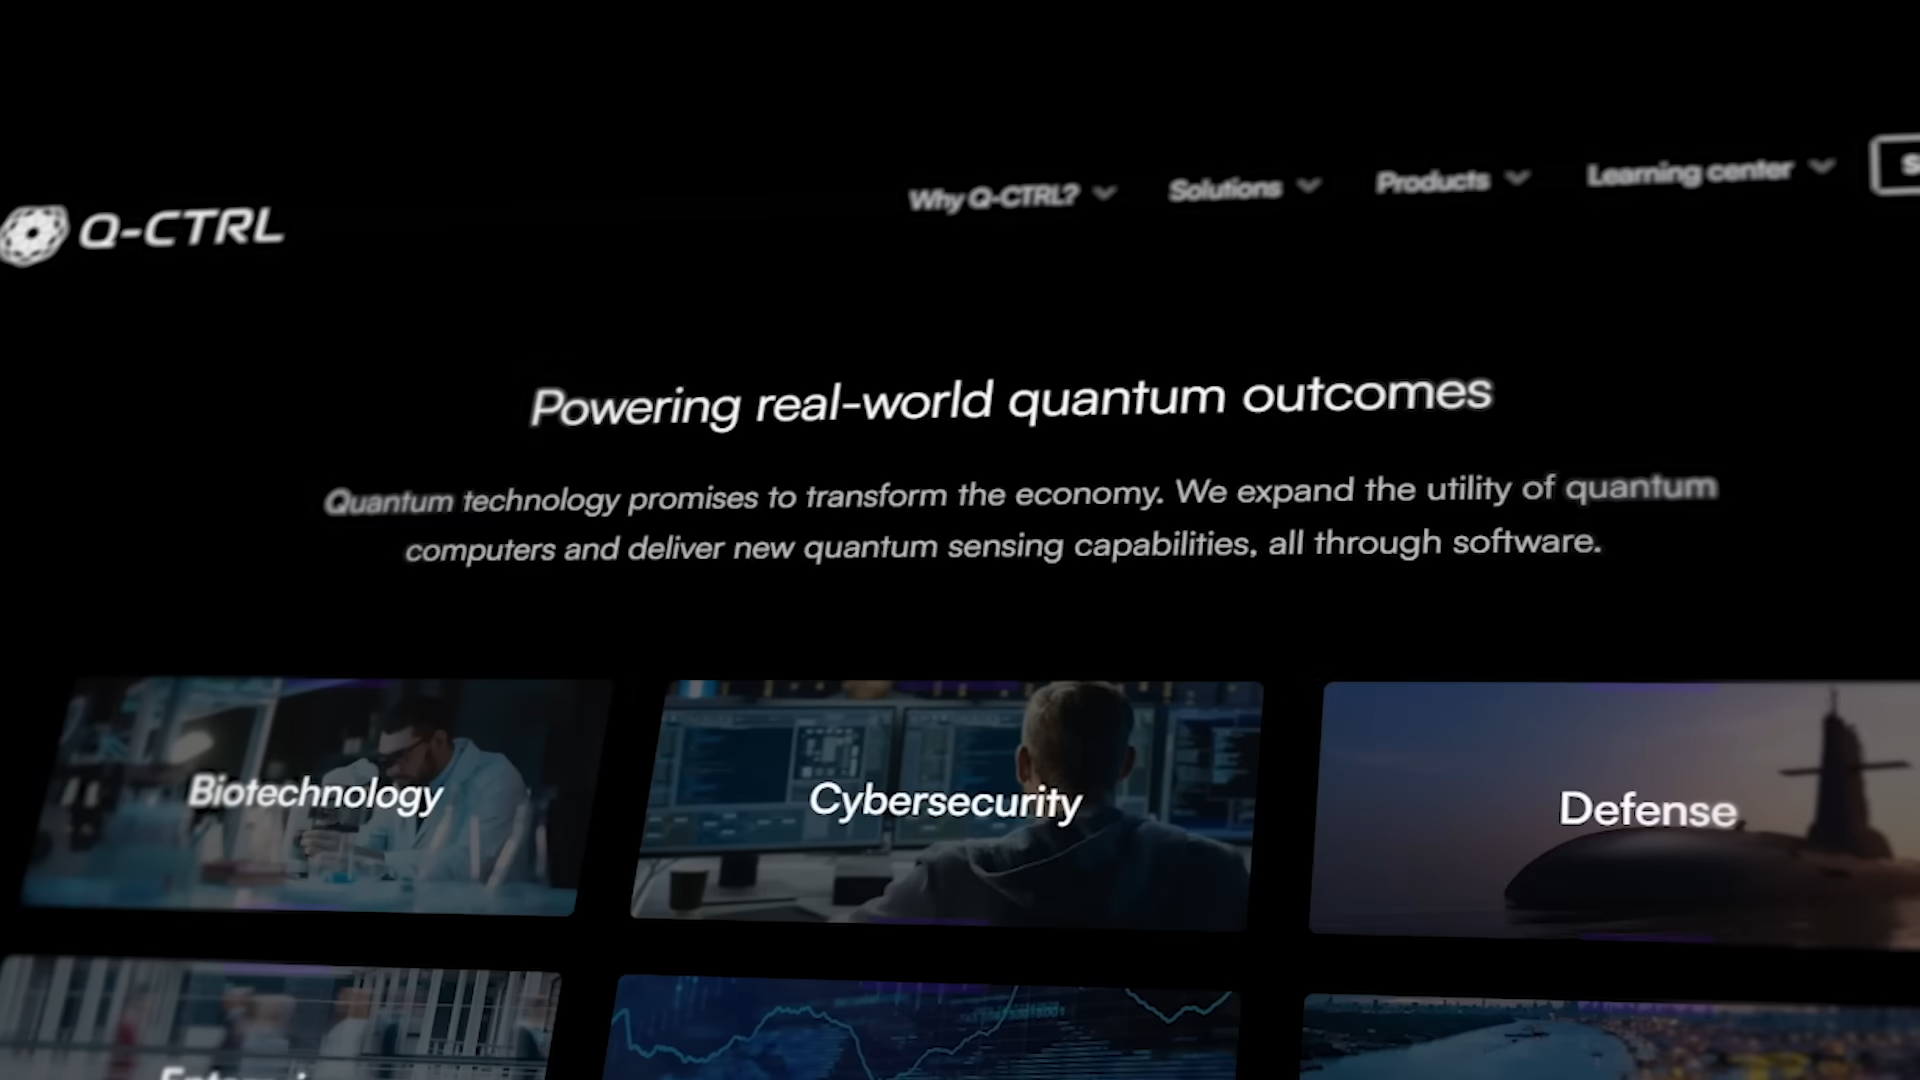 Q-CTRL
Why Q-CTRL?
Solutions
Products
Learning center
Powering real-world quantum outcomes
Quantum technology promises to transform the economy. We expand the utility of quantum
computers and deliver new quantum sensing capabilities, all through software.
Biotechnology
Cybersecurity
Defense